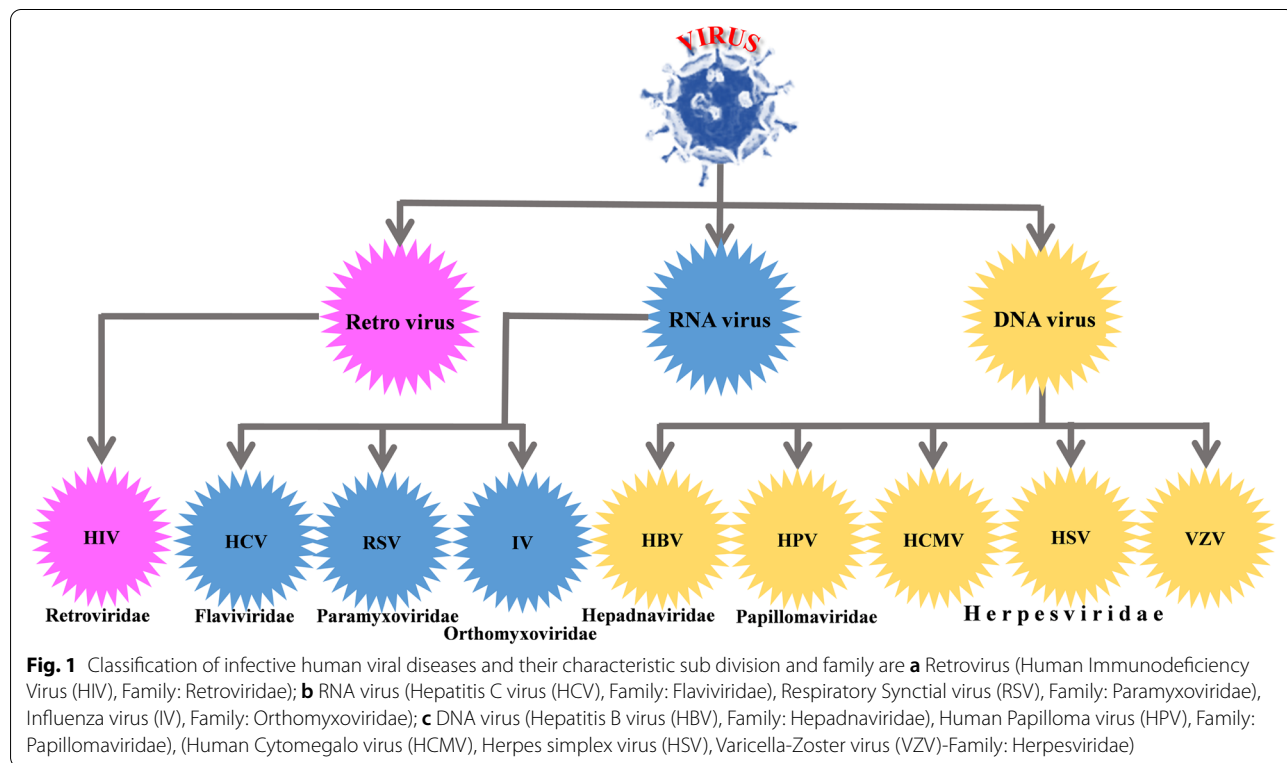 VIRUS
Retro virus
RNA virus
DNA virus
HIV
HCV
RSV
IV
HBV
HPV
HCMV
HSV
VZV
Retroviridae
Flaviviridae
Paramyxoviridae
Orthomyxoviridae
Hepadnaviridae
Papillomaviridae
Herpesviridae
Fig. 1 Classification of infective human viral diseases and their characteristic sub division and family are a Retrovirus (Human Immunodeficiency
Virus (HIV), Family: Retroviridae); b RNA virus (Hepatitis C virus (HCV), Family: Flaviviridae), Respiratory Synctial virus (RSV), Family: Paramyxoviridae),
Influenza virus (IV), Family: Orthomyxoviridae); c DNA virus (Hepatitis B virus (HBV), Family: Hepadnaviridae), Human Papilloma virus (HPV), Family:
Papillomaviridae), (Human Cytomegalo virus (HCMV), Herpes simplex virus (HSV), Varicella-Zoster virus (VZV)-Family: Herpesviridae)